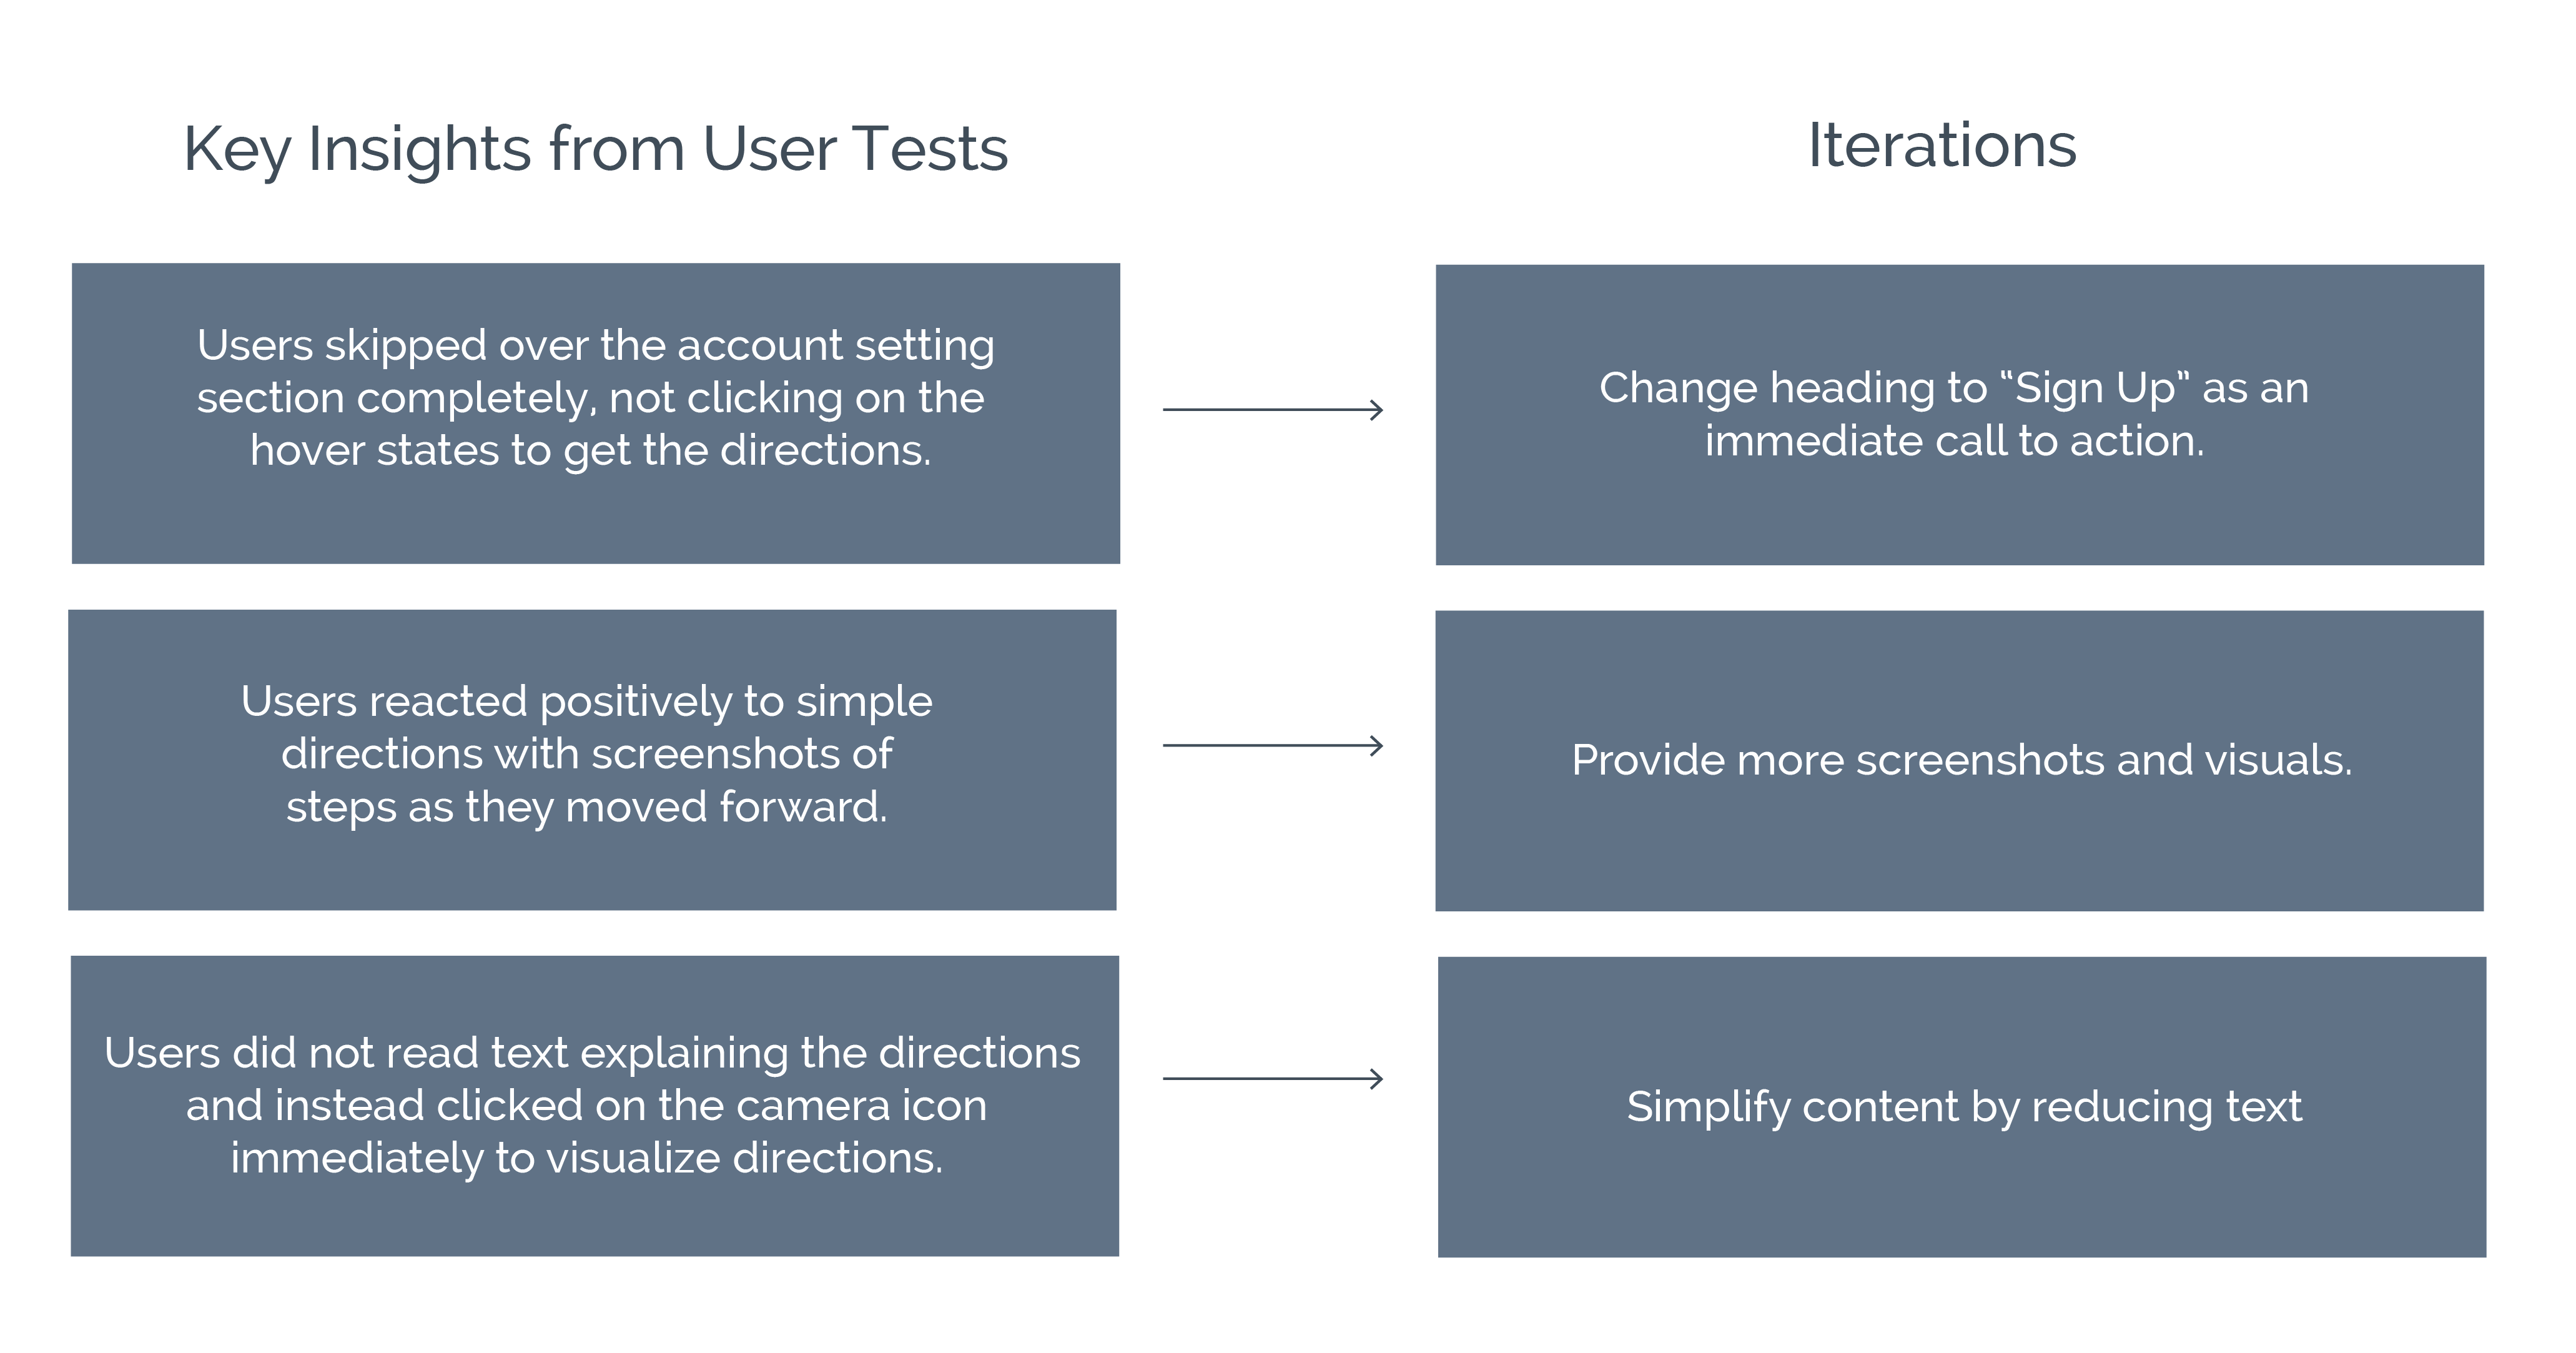 Key Insights from User Tests
Iterations
Users skipped over the account setting
section completely, not clicking on the
hover states to get the directions.
Change heading to “Sign Up” as an
immediate call to action.
Users reacted positively to simple
directions with screenshots of
steps as they moved forward.
Provide more screenshots and visuals.
Users did not read text explaining the directions
and instead clicked on the camera icon
immediately to visualize directions.
Simplify content by reducing text